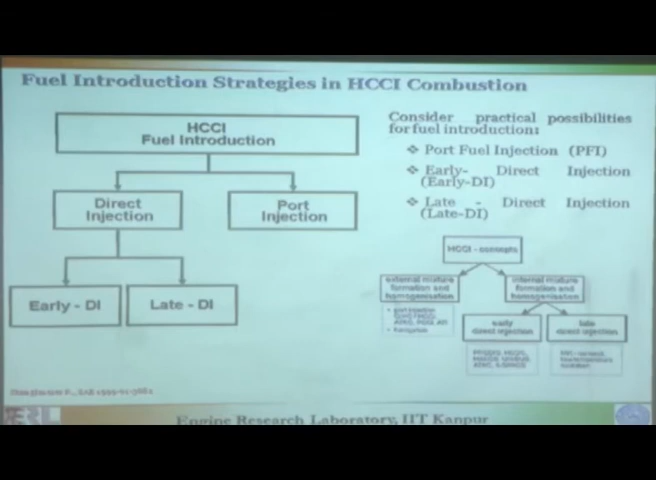 Fuel Introduction Strategies in HCCI Combustion
HCCI
Fuel Introduction
Direct
Injection
Port
Injection
Early - DI
Late - DI
Consider practical possibilities
for fuel introduction:
❖ Port Fuel Injection (PFI)
❖ Early- Direct Injection
(Early-DI)
❖ Late - Direct Injection
(Late-DI)
HCCI - concepts
external mixture
formation and
homogenisation
internal mixture
formation and
homogenisation
• port injection
early
direct injection
late
direct injection
ERL
Engine Research Laboratory, IIT Kanpur